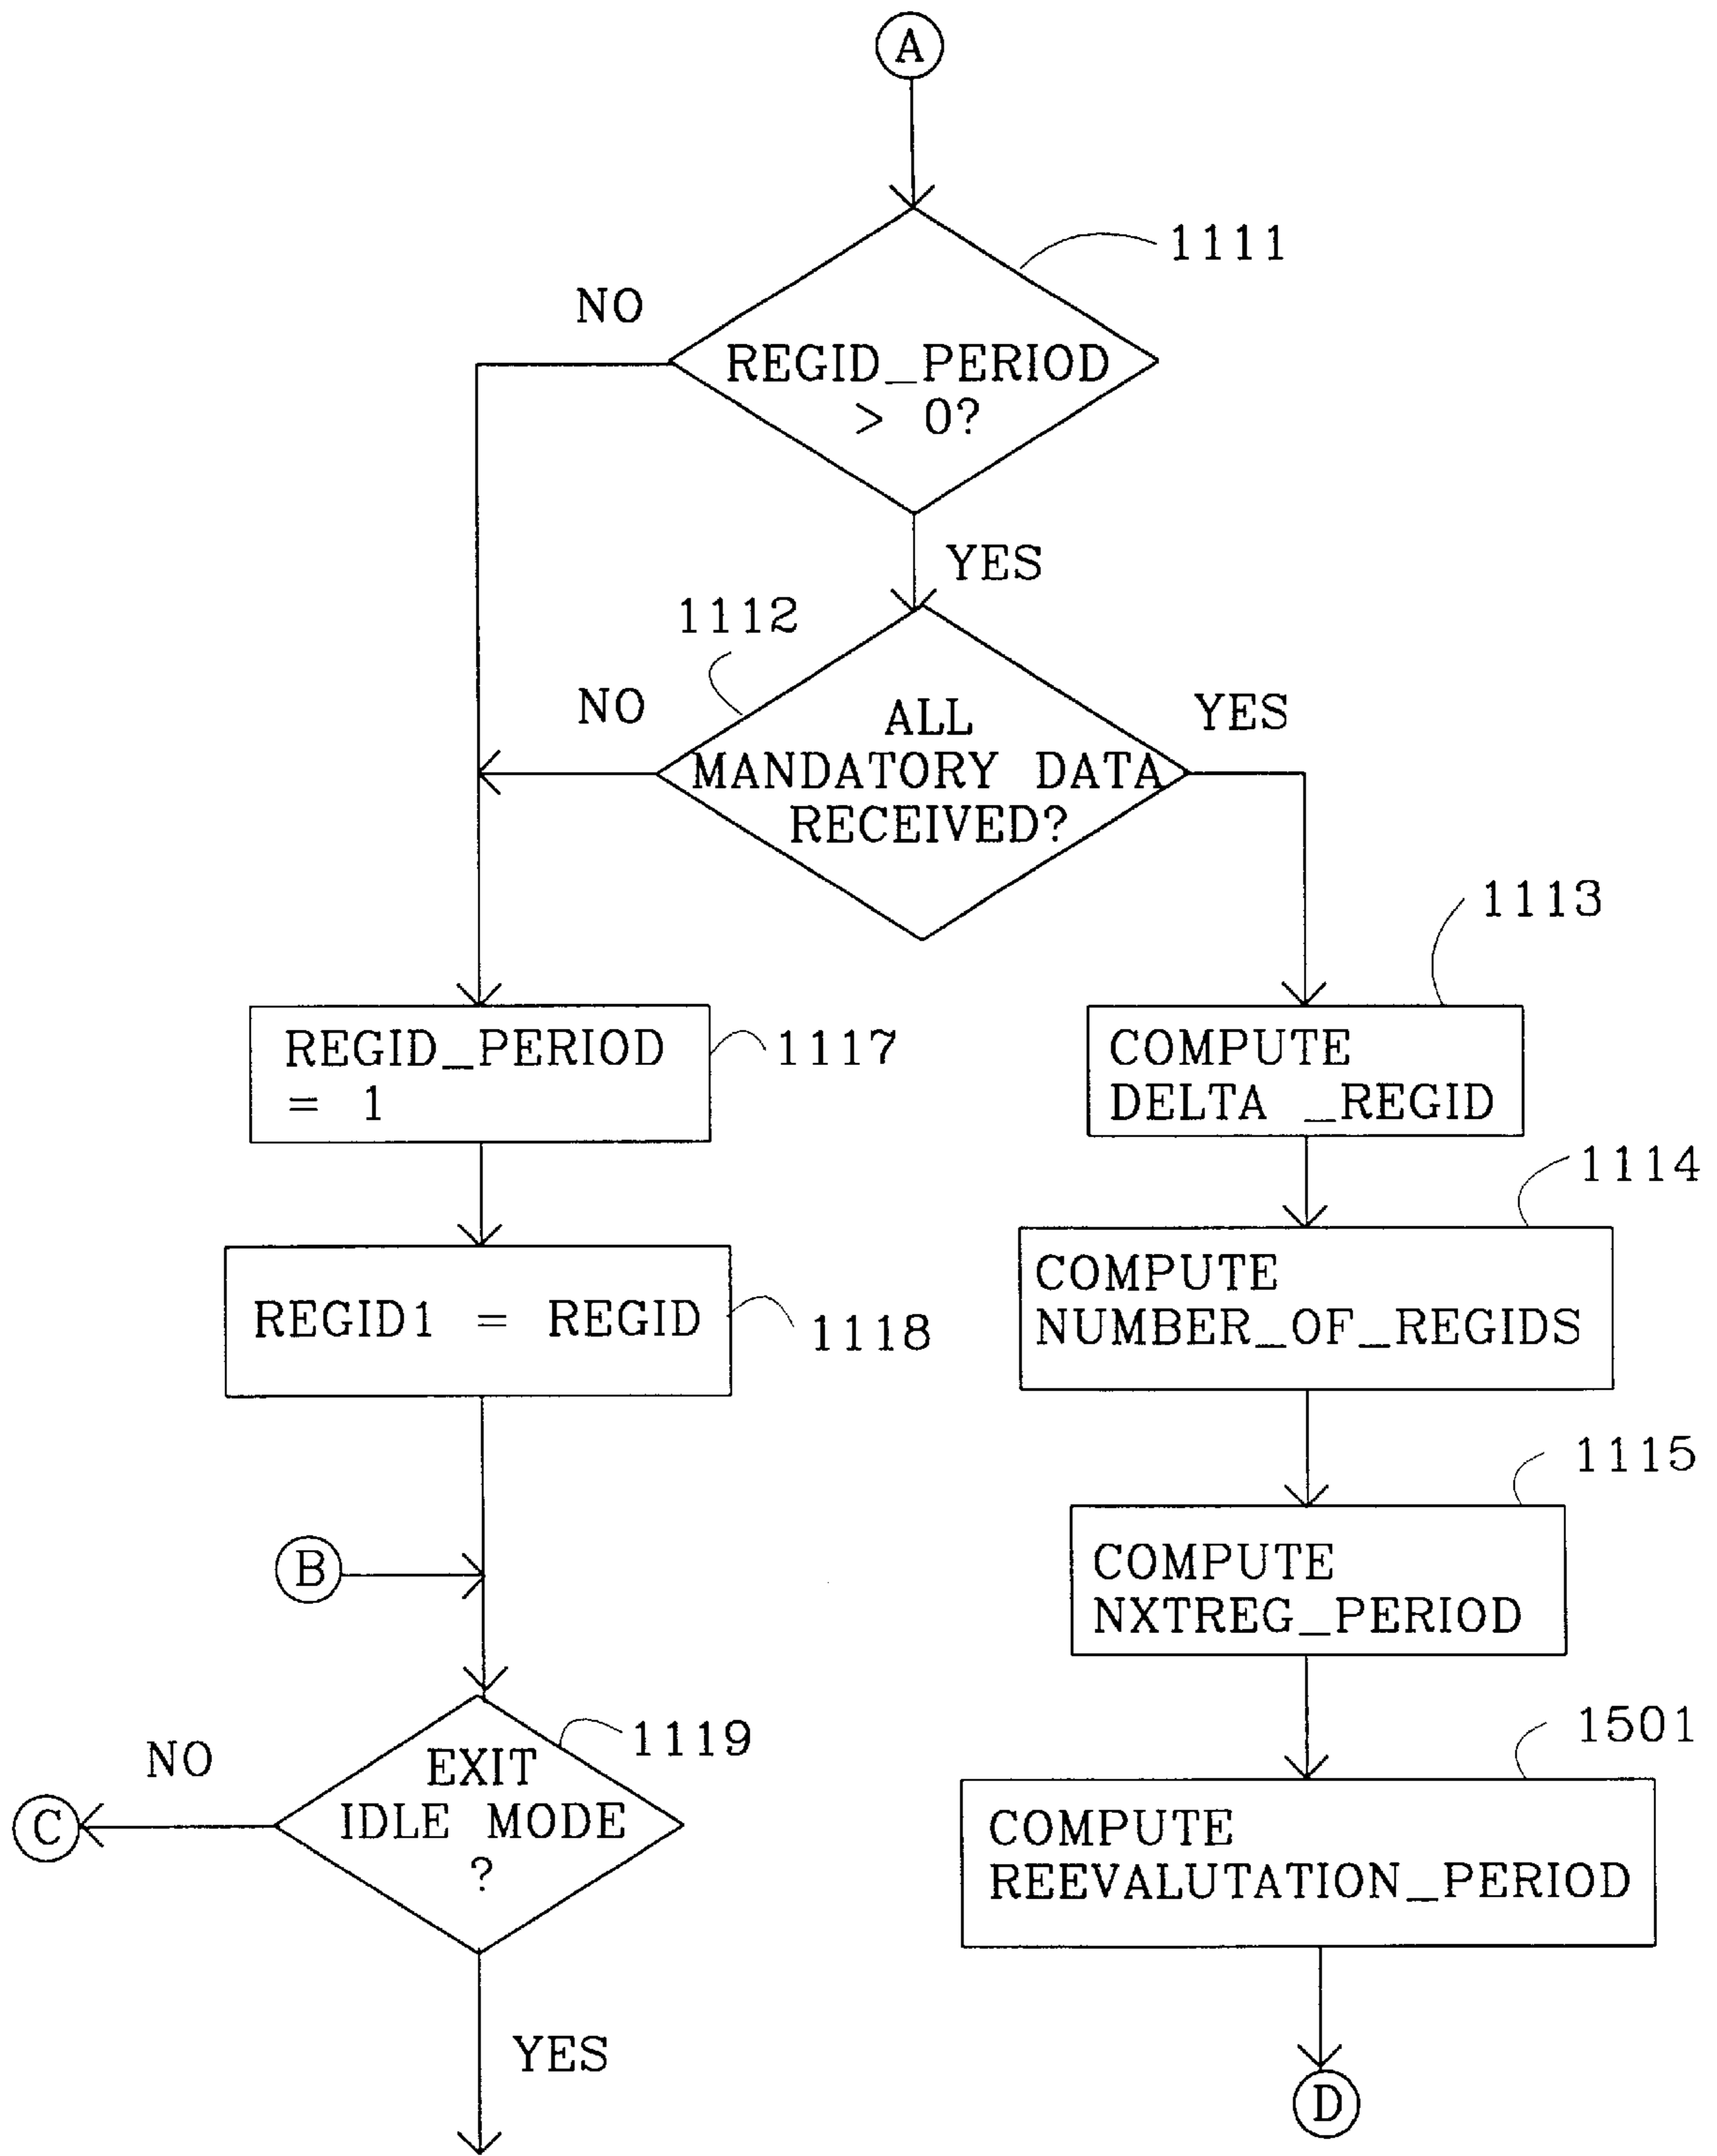 A
1111
NO
REGID_PERIOD
> 0?
YES
1112
NO
ALL
MANDATORY DATA
RECEIVED?
YES
1113
REGID_PERIOD
= 1
1117
COMPUTE
DELTA _REGID
1114
REGID1 = REGID
1118
COMPUTE
NUMBER_OF_REGIDS
1115
B
COMPUTE
NXTREG_PERIOD
1501
NO
EXIT
IDLE MODE
?
1119
C
COMPUTE
REEVALUTATION_PERIOD
YES
D